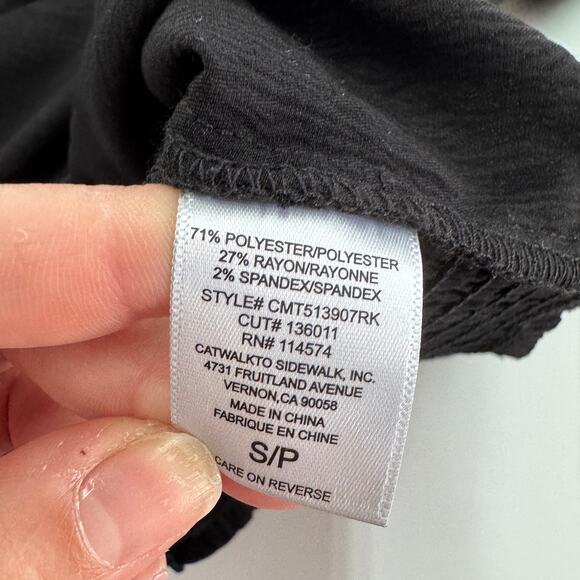 71% POLYESTER/POLYESTER
27% RAYON/RAYONNE
2% SPANDEX/SPANDEX
STYLE# CMT513907RK
CUT# 136011
RN# 114574
CATWALKTO SIDEWALK, INC.
4731 FRUITLAND AVENUE
VERNON,CA 90058
MADE IN CHINA
FABRIQUE EN CHINE
S/P
CARE ON REVERSE